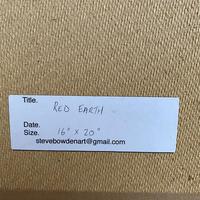 Title. RED EARTH
Date.
Size. 16" x 20"
stevebowdenart@gmail.com